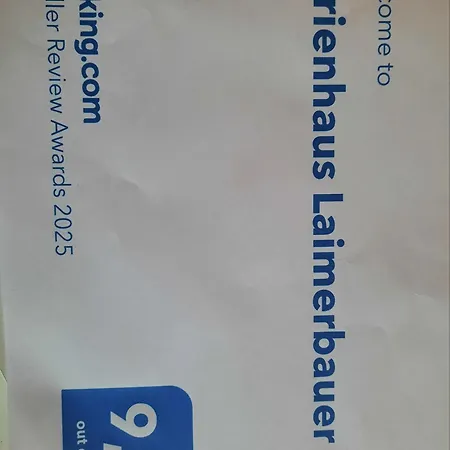 come to
rienhaus Laimerbauer
king.com
ller Review Awards 2025
9
out